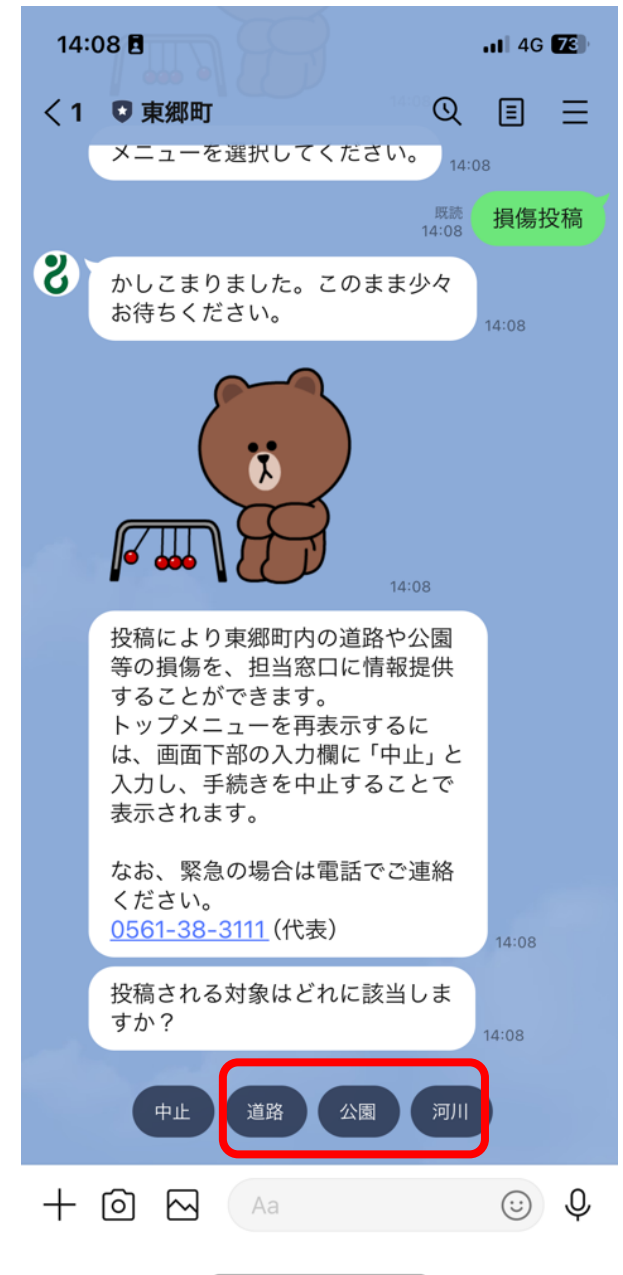 14:08
4G 73
1 東郷町
メニューを選択してください。
14:08
既読
14:08
損傷投稿
かしこまりました。このまま少々
お待ちください。
14:08
14:08
投稿により東郷町内の道路や公園
等の損傷を、担当窓口に情報提供
することができます。
トップメニューを再表示するに
は、画面下部の入力欄に「中止」と
入力し、手続きを中止することで
表示されます。
なお、緊急の場合は電話でご連絡
ください。
0561-38-3111 (代表)
14:08
投稿される対象はどれに該当しま
すか？
14:08
中止 道路 公園 河川
Aa